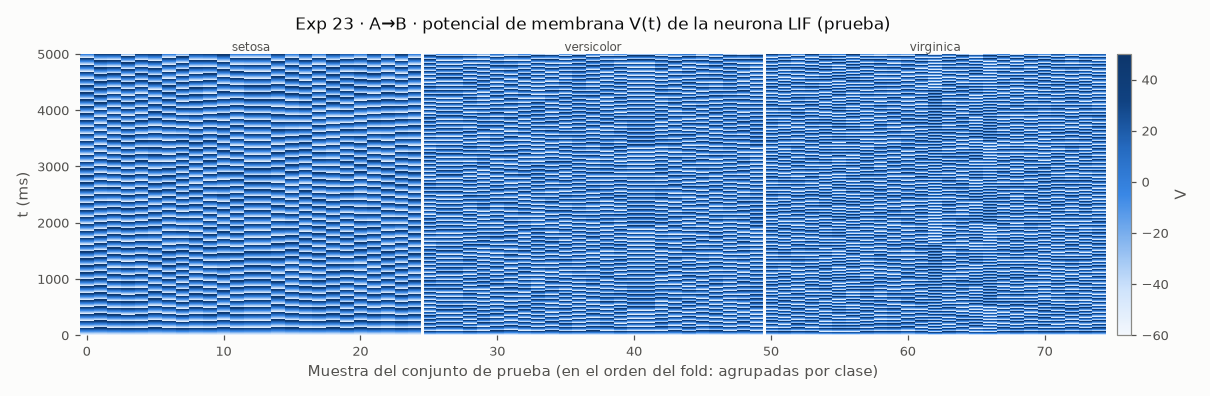 Exp 23 · A→B · potencial de membrana V(t) de la neurona LIF (prueba)
setosa
versicolor
virginica
5000
4000
3000
2000
1000
0
t (ms)
0
10
20
30
40
50
60
70
Muestra del conjunto de prueba (en el orden del fold: agrupadas por clase)
40
20
0
−20
−40
−60
V